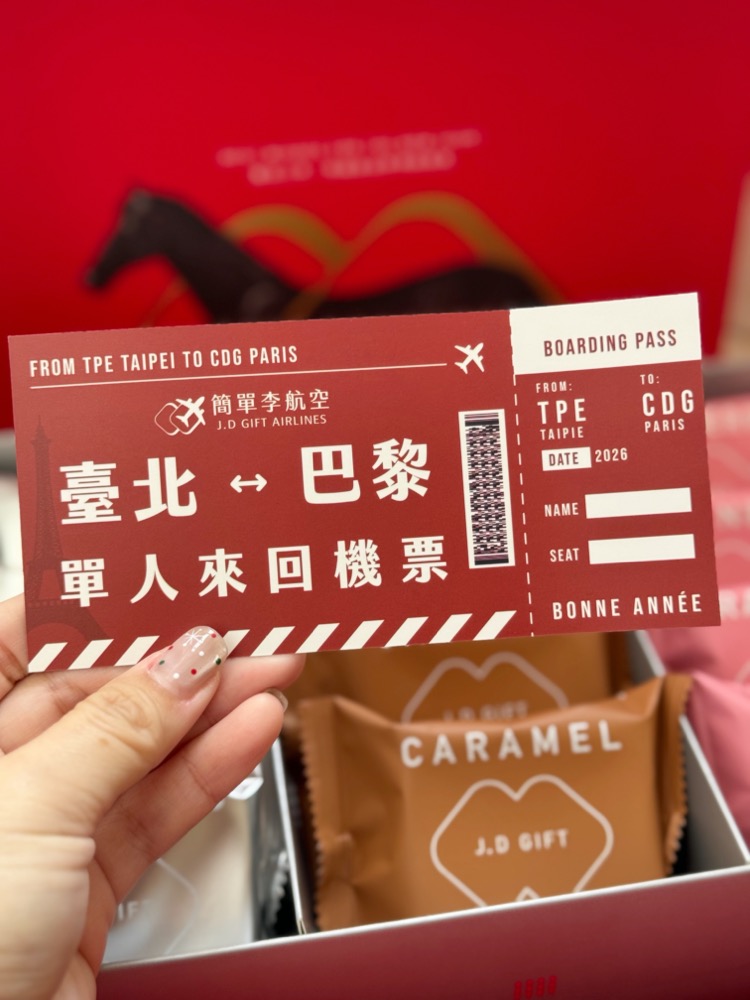 FROM TPE TAIPEI TO CDG PARIS
簡單李航空
J.D GIFT AIRLINES
臺北 ↔ 巴黎
單人來回機票
BOARDING PASS
FROM:
TPE
TAIPIE
TO:
CDG
PARIS
DATE 2026
NAME
SEAT
BONNE ANNÉE
J.D GIFT
CARAMEL
J.D GIFT